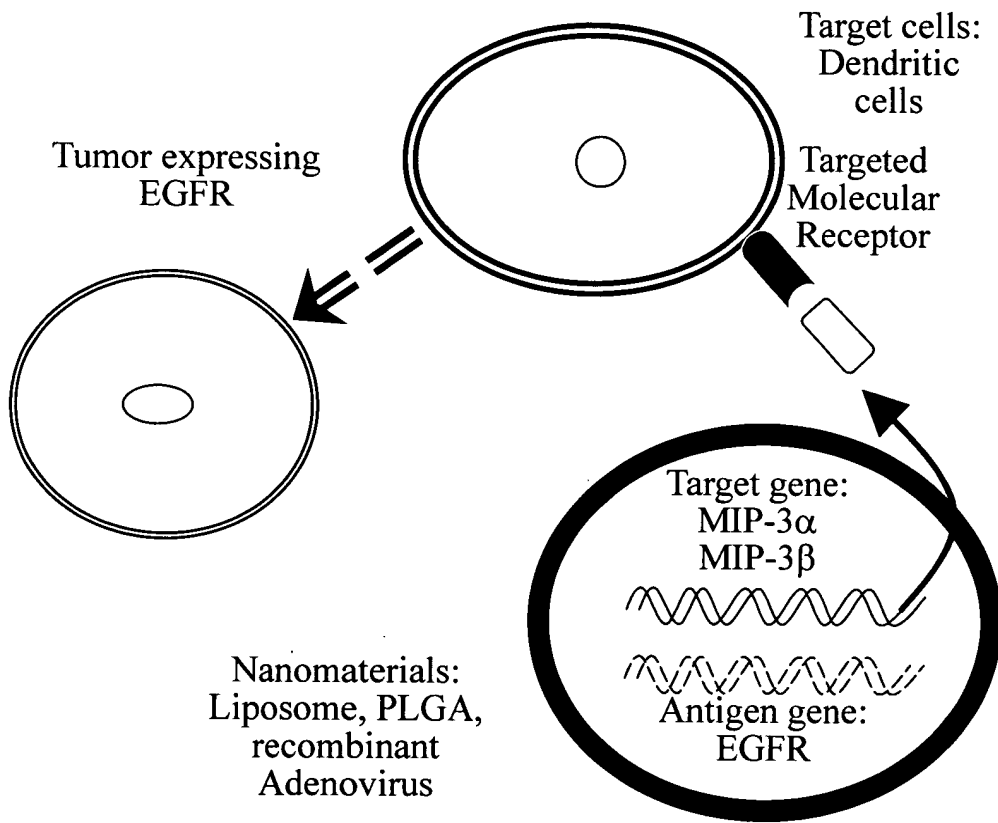 Target cells:
Dendritic
cells
Tumor expressing
EGFR
Targeted
Molecular
Receptor
Target gene:
MIP-3α
MIP-3β
Nanomaterials:
Liposome, PLGA,
recombinant
Adenovirus
Antigen gene:
EGFR